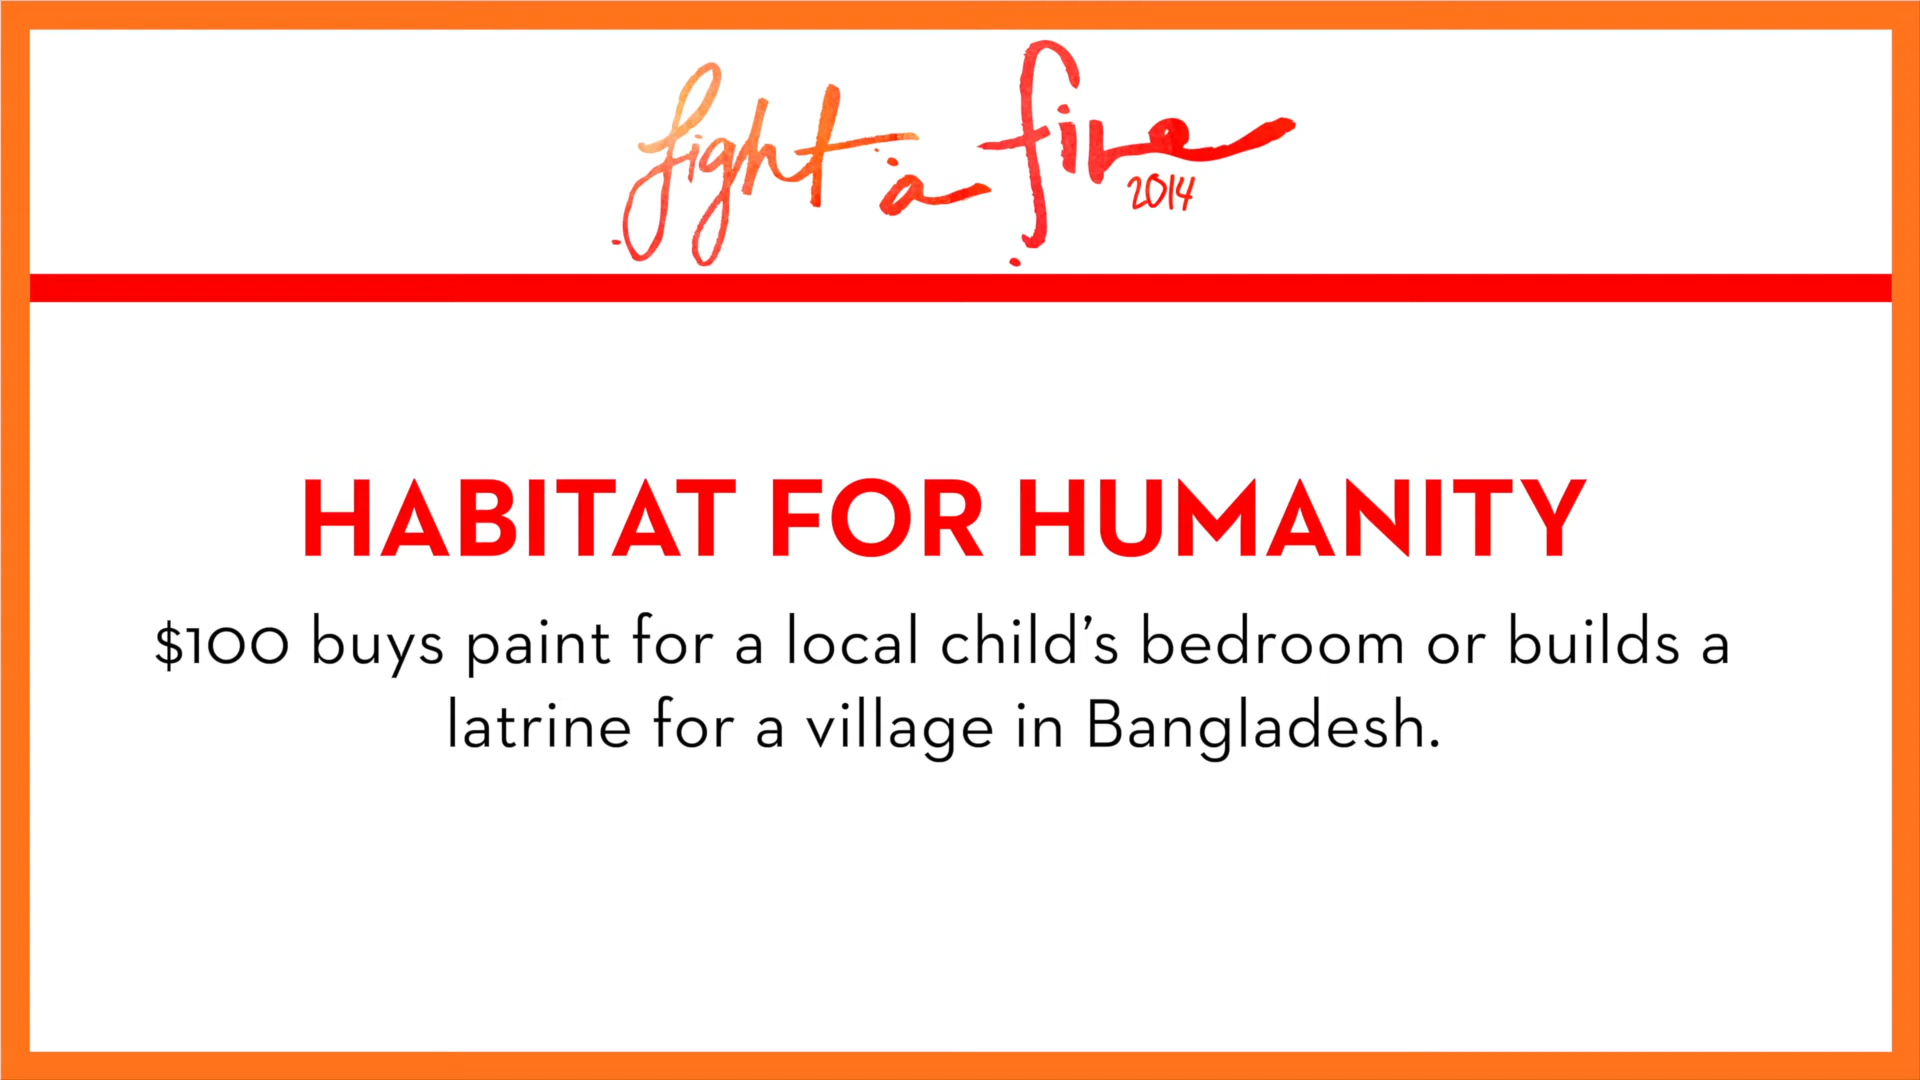 fight a fire
2014
HABITAT FOR HUMANITY
$100 buys paint for a local child’s bedroom or builds a
latrine for a village in Bangladesh.